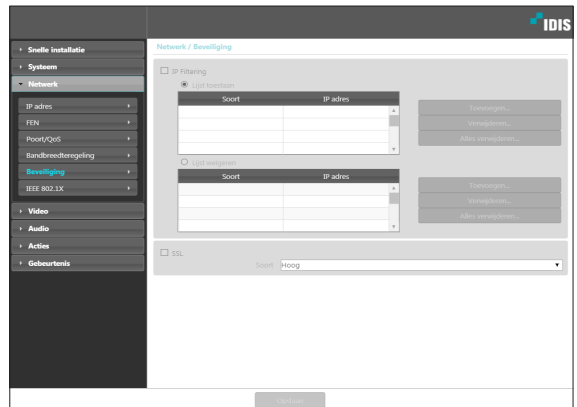 IDIS
Snelle installatie
Systeem
Netwerk
IP adres
FEN
Poort/QoS
Bandbreedteregeling
Beveiliging
IEEE 802.1X
Video
Audio
Acties
Gebeurtenis
Netwerk / Beveiliging
IP Filtering
Lijst toestaan
Soort IP adres
Toevoegen...
Verwijderen...
Alles verwijderen...
Lijst weigeren
Soort IP adres
Toevoegen...
Verwijderen...
Alles verwijderen...
SSL
Soort Hoog
Opslaan